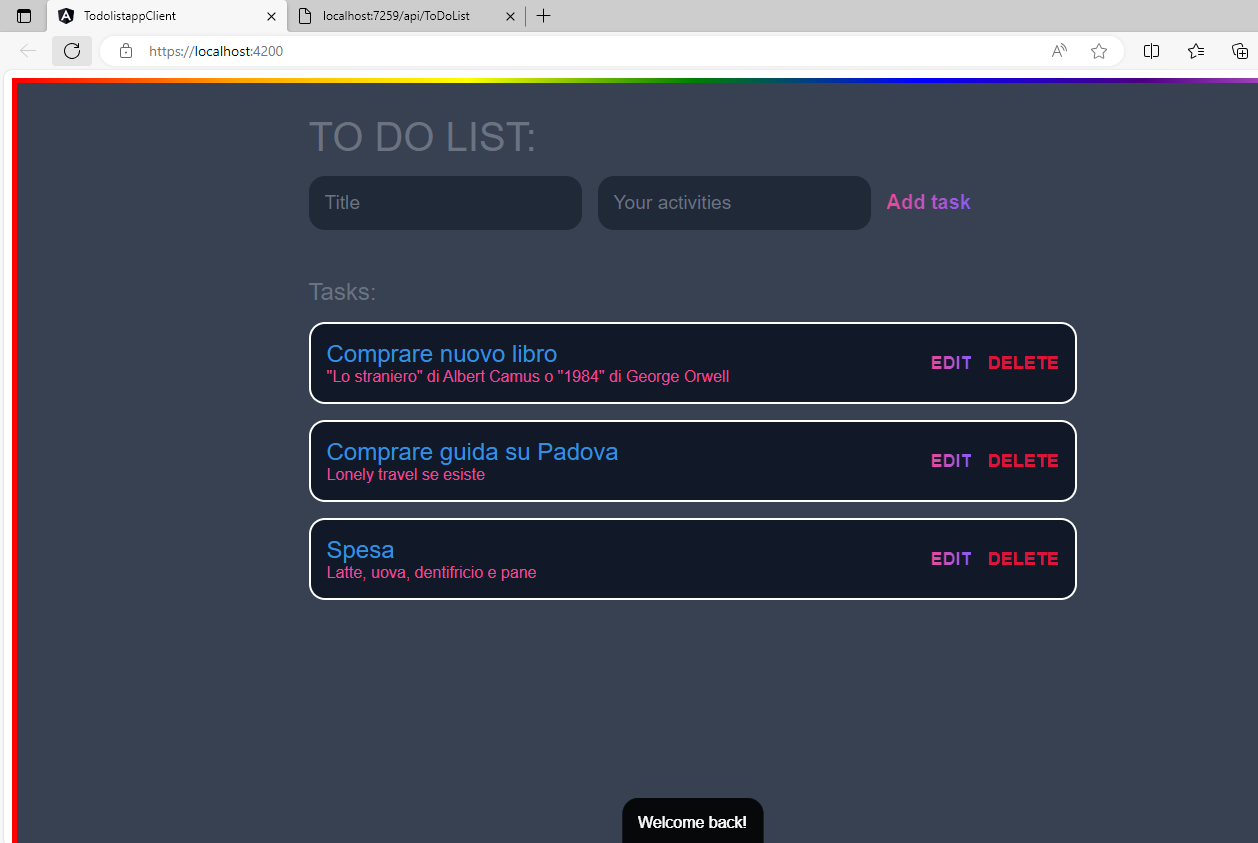 TodolistappClient
localhost:7259/api/ToDoList
https://localhost:4200
TO DO LIST:
Title
Your activities
Add task
Tasks:
Comprare nuovo libro
"Lo straniero" di Albert Camus o "1984" di George Orwell
EDIT
DELETE
Comprare guida su Padova
Lonely travel se esiste
EDIT
DELETE
Spesa
Latte, uova, dentifricio e pane
EDIT
DELETE
Welcome back!